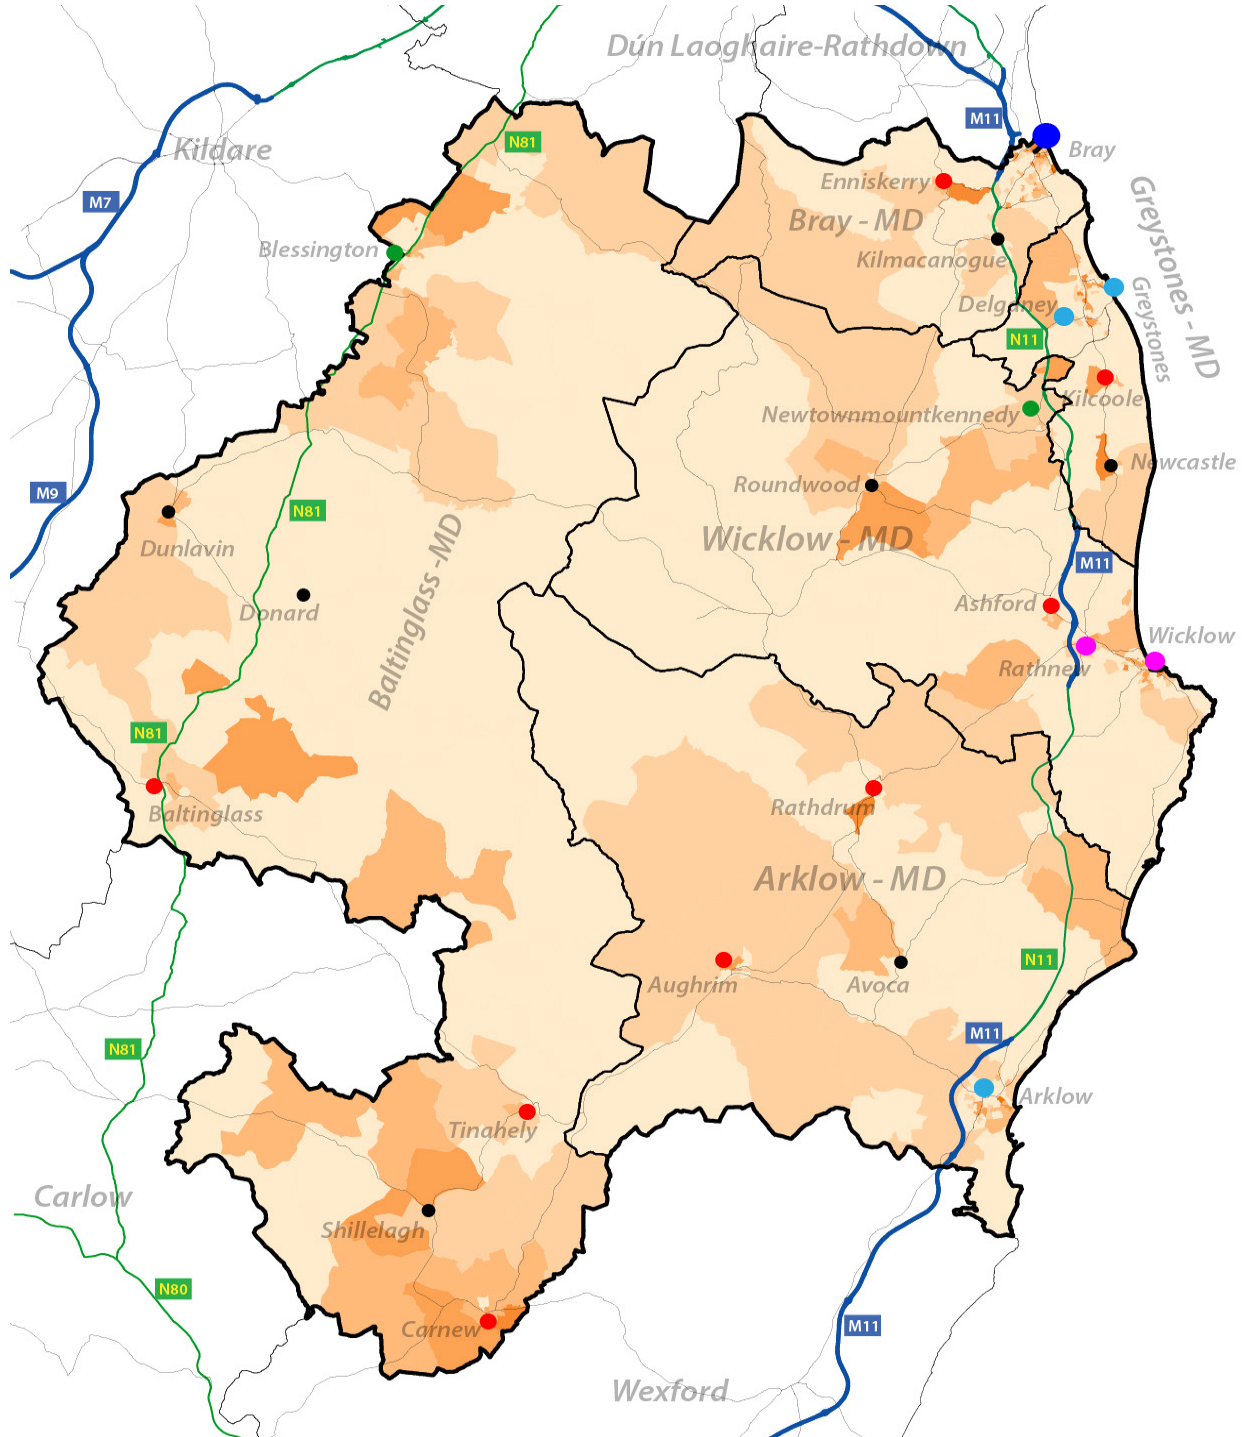 Dún Laoghaire-Rathdown
M11
N81
Kildare
Bray
Enniskerry
M7
Greystones - MD
Bray - MD
Blessington
Kilmacanogue
Greystones
Delganey
N11
Kilcoole
Newtownmountkennedy
Newcastle
Roundwood
M9
N81
Wicklow - MD
Dunlavin
Baltinglass -MD
M11
Ashford
Donard
Wicklow
Rathnew
N81
Rathdrum
Baltinglass
Arklow - MD
N11
Aughrim
Avoca
M11
N81
Arklow
Tinahely
Carlow
Shillelagh
N80
M11
Carnew
Wexford